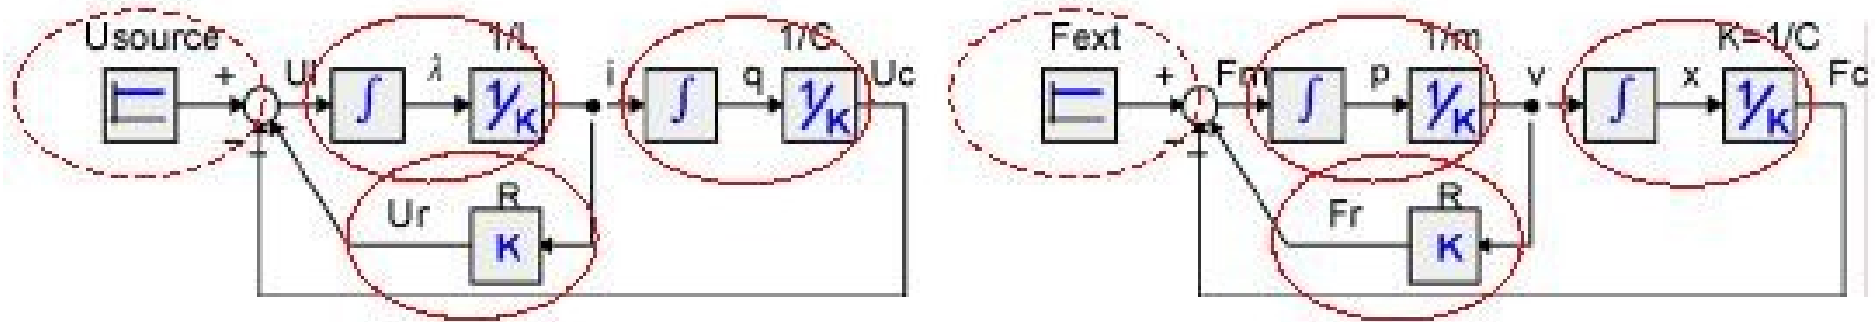 Usource 1/L 1/C
+ Ul ∫ λ 1/K i ∫ q 1/K Uc
− −
Ur R
K
Fext 1/m K=1/C
+ Fm ∫ p 1/K v ∫ x 1/K Fc
− −
Fr R
K